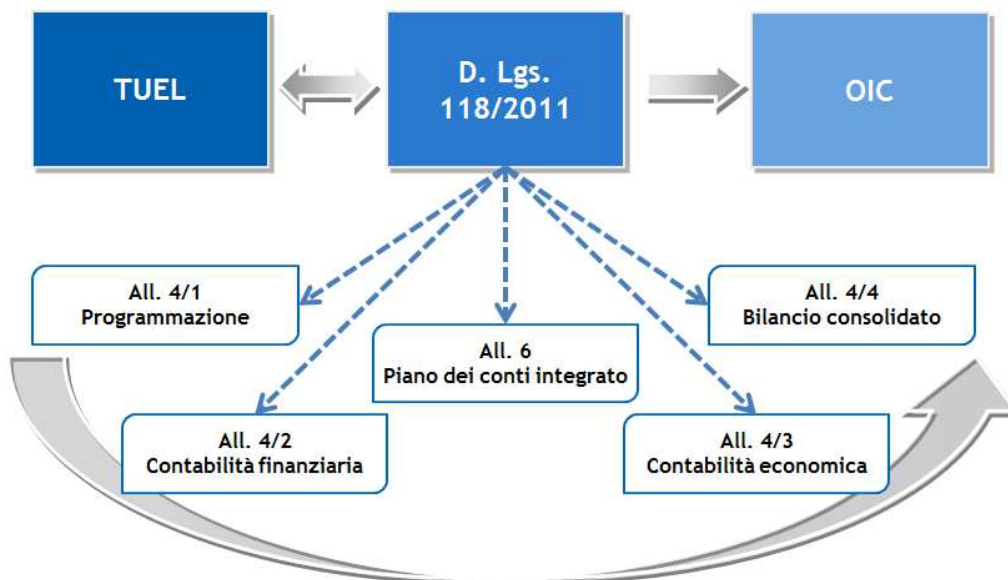 TUEL
D. Lgs.
118/2011
OIC
All. 4/1
Programmazione
All. 4/4
Bilancio consolidato
All. 6
Piano dei conti integrato
All. 4/2
Contabilità finanziaria
All. 4/3
Contabilità economica